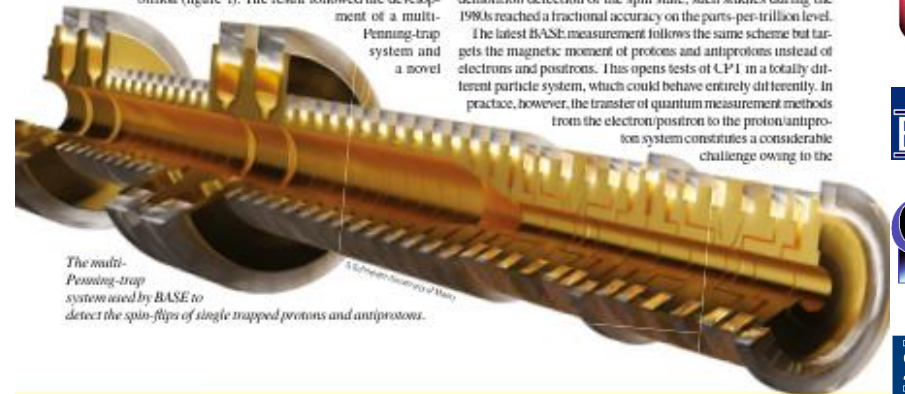 ment of a multi-
Penning-trap
system and
a novel
1980s reached a fractional accuracy on the parts-per-trillion level.
The latest BASE measurement follows the same scheme but tar-
gets the magnetic moment of protons and antiprotons instead of
electrons and positrons. This opens tests of CPT in a totally dif-
ferent particle system, which could behave entirely differently. In
practice, however, the transfer of quantum measurement methods
from the electron/positron to the proton/antipro-
ton system constitutes a considerable
challenge owing to the
The multi-
Penning-trap
system used by BASE to
detect the spin-flips of single trapped protons and antiprotons.